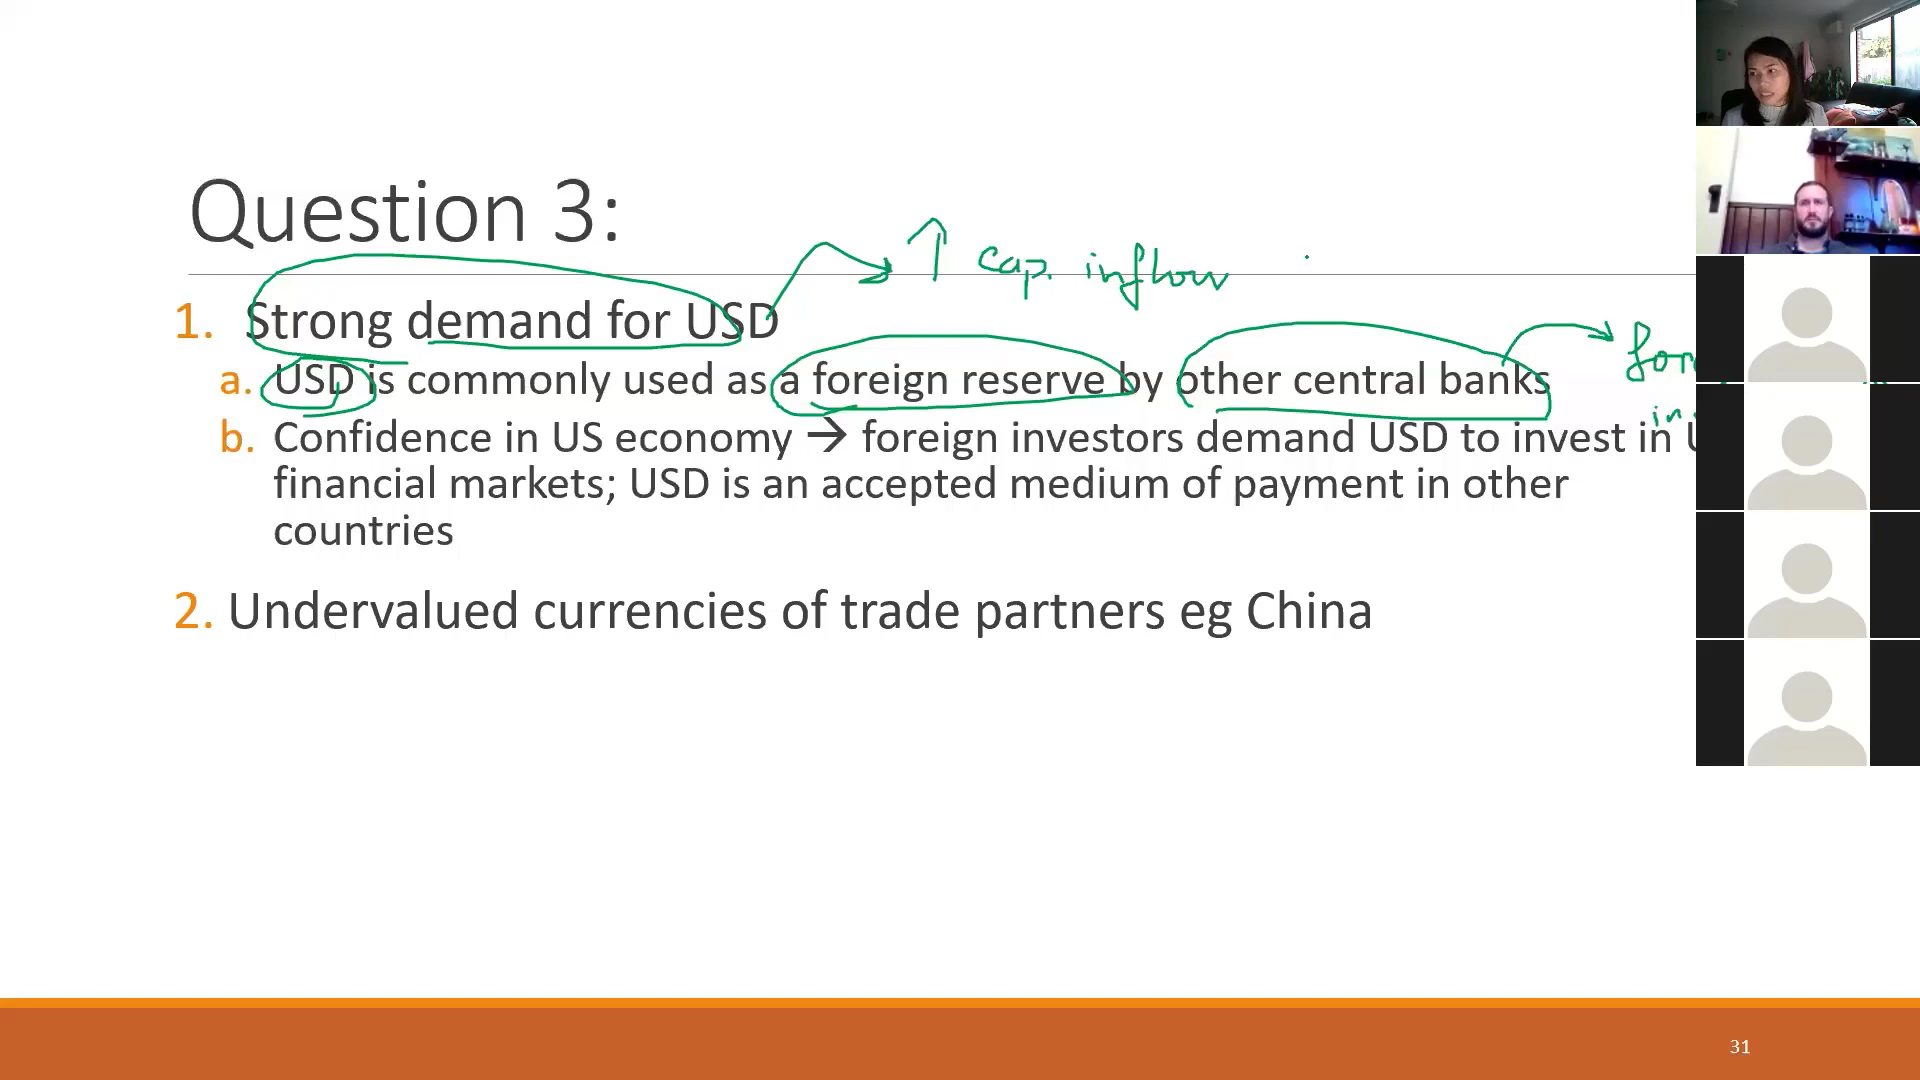 Question 3:
↑ cap. inflow
1. Strong demand for USD
a. USD is commonly used as a foreign reserve by other central banks
b. Confidence in US economy → foreign investors demand USD to invest in
financial markets; USD is an accepted medium of payment in other
countries
2. Undervalued currencies of trade partners eg China
31